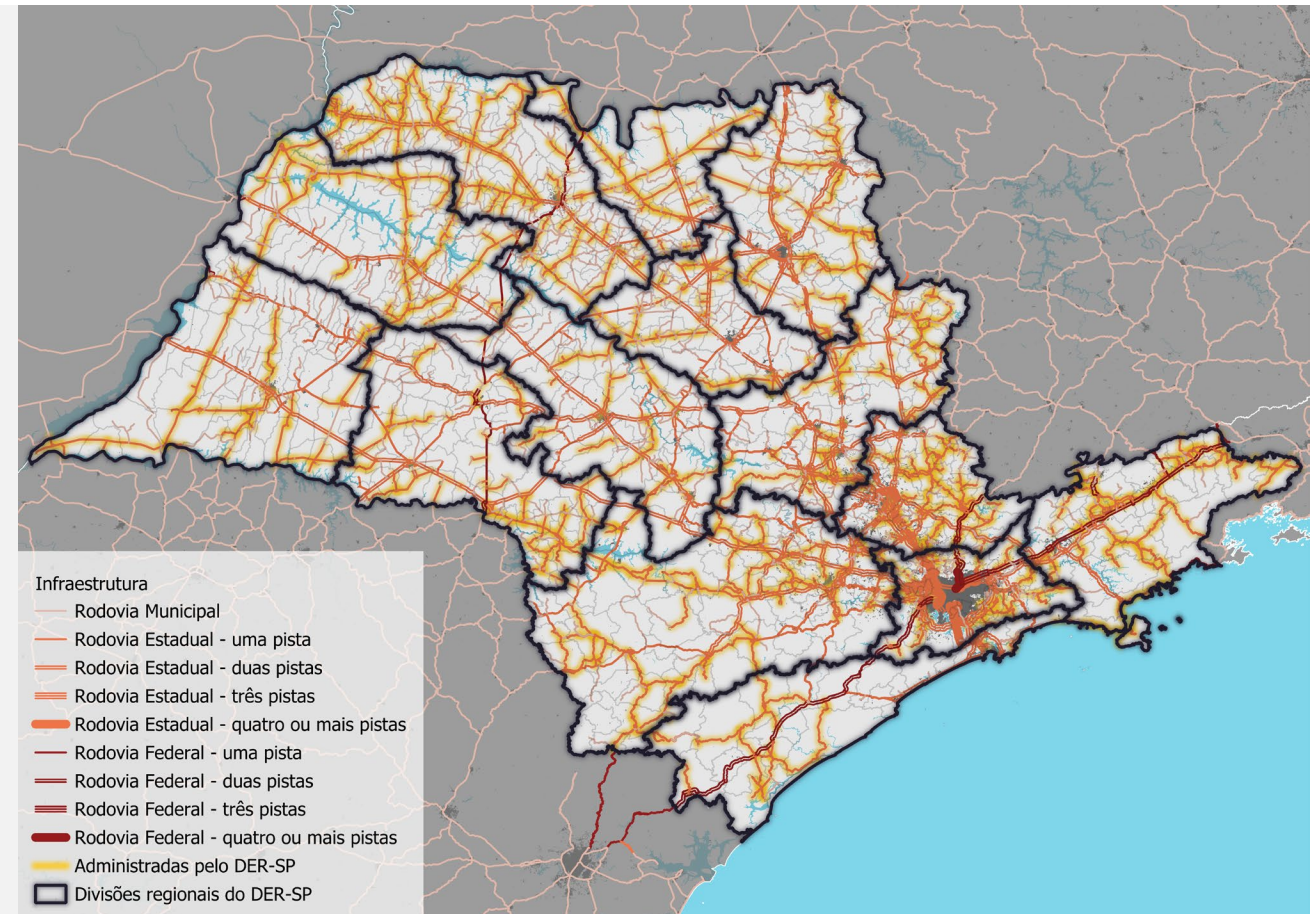 Infraestrutura
Rodovia Municipal
Rodovia Estadual - uma pista
Rodovia Estadual - duas pistas
Rodovia Estadual - três pistas
Rodovia Estadual - quatro ou mais pistas
Rodovia Federal - uma pista
Rodovia Federal - duas pistas
Rodovia Federal - três pistas
Rodovia Federal - quatro ou mais pistas
Administradas pelo DER-SP
Divisões regionais do DER-SP